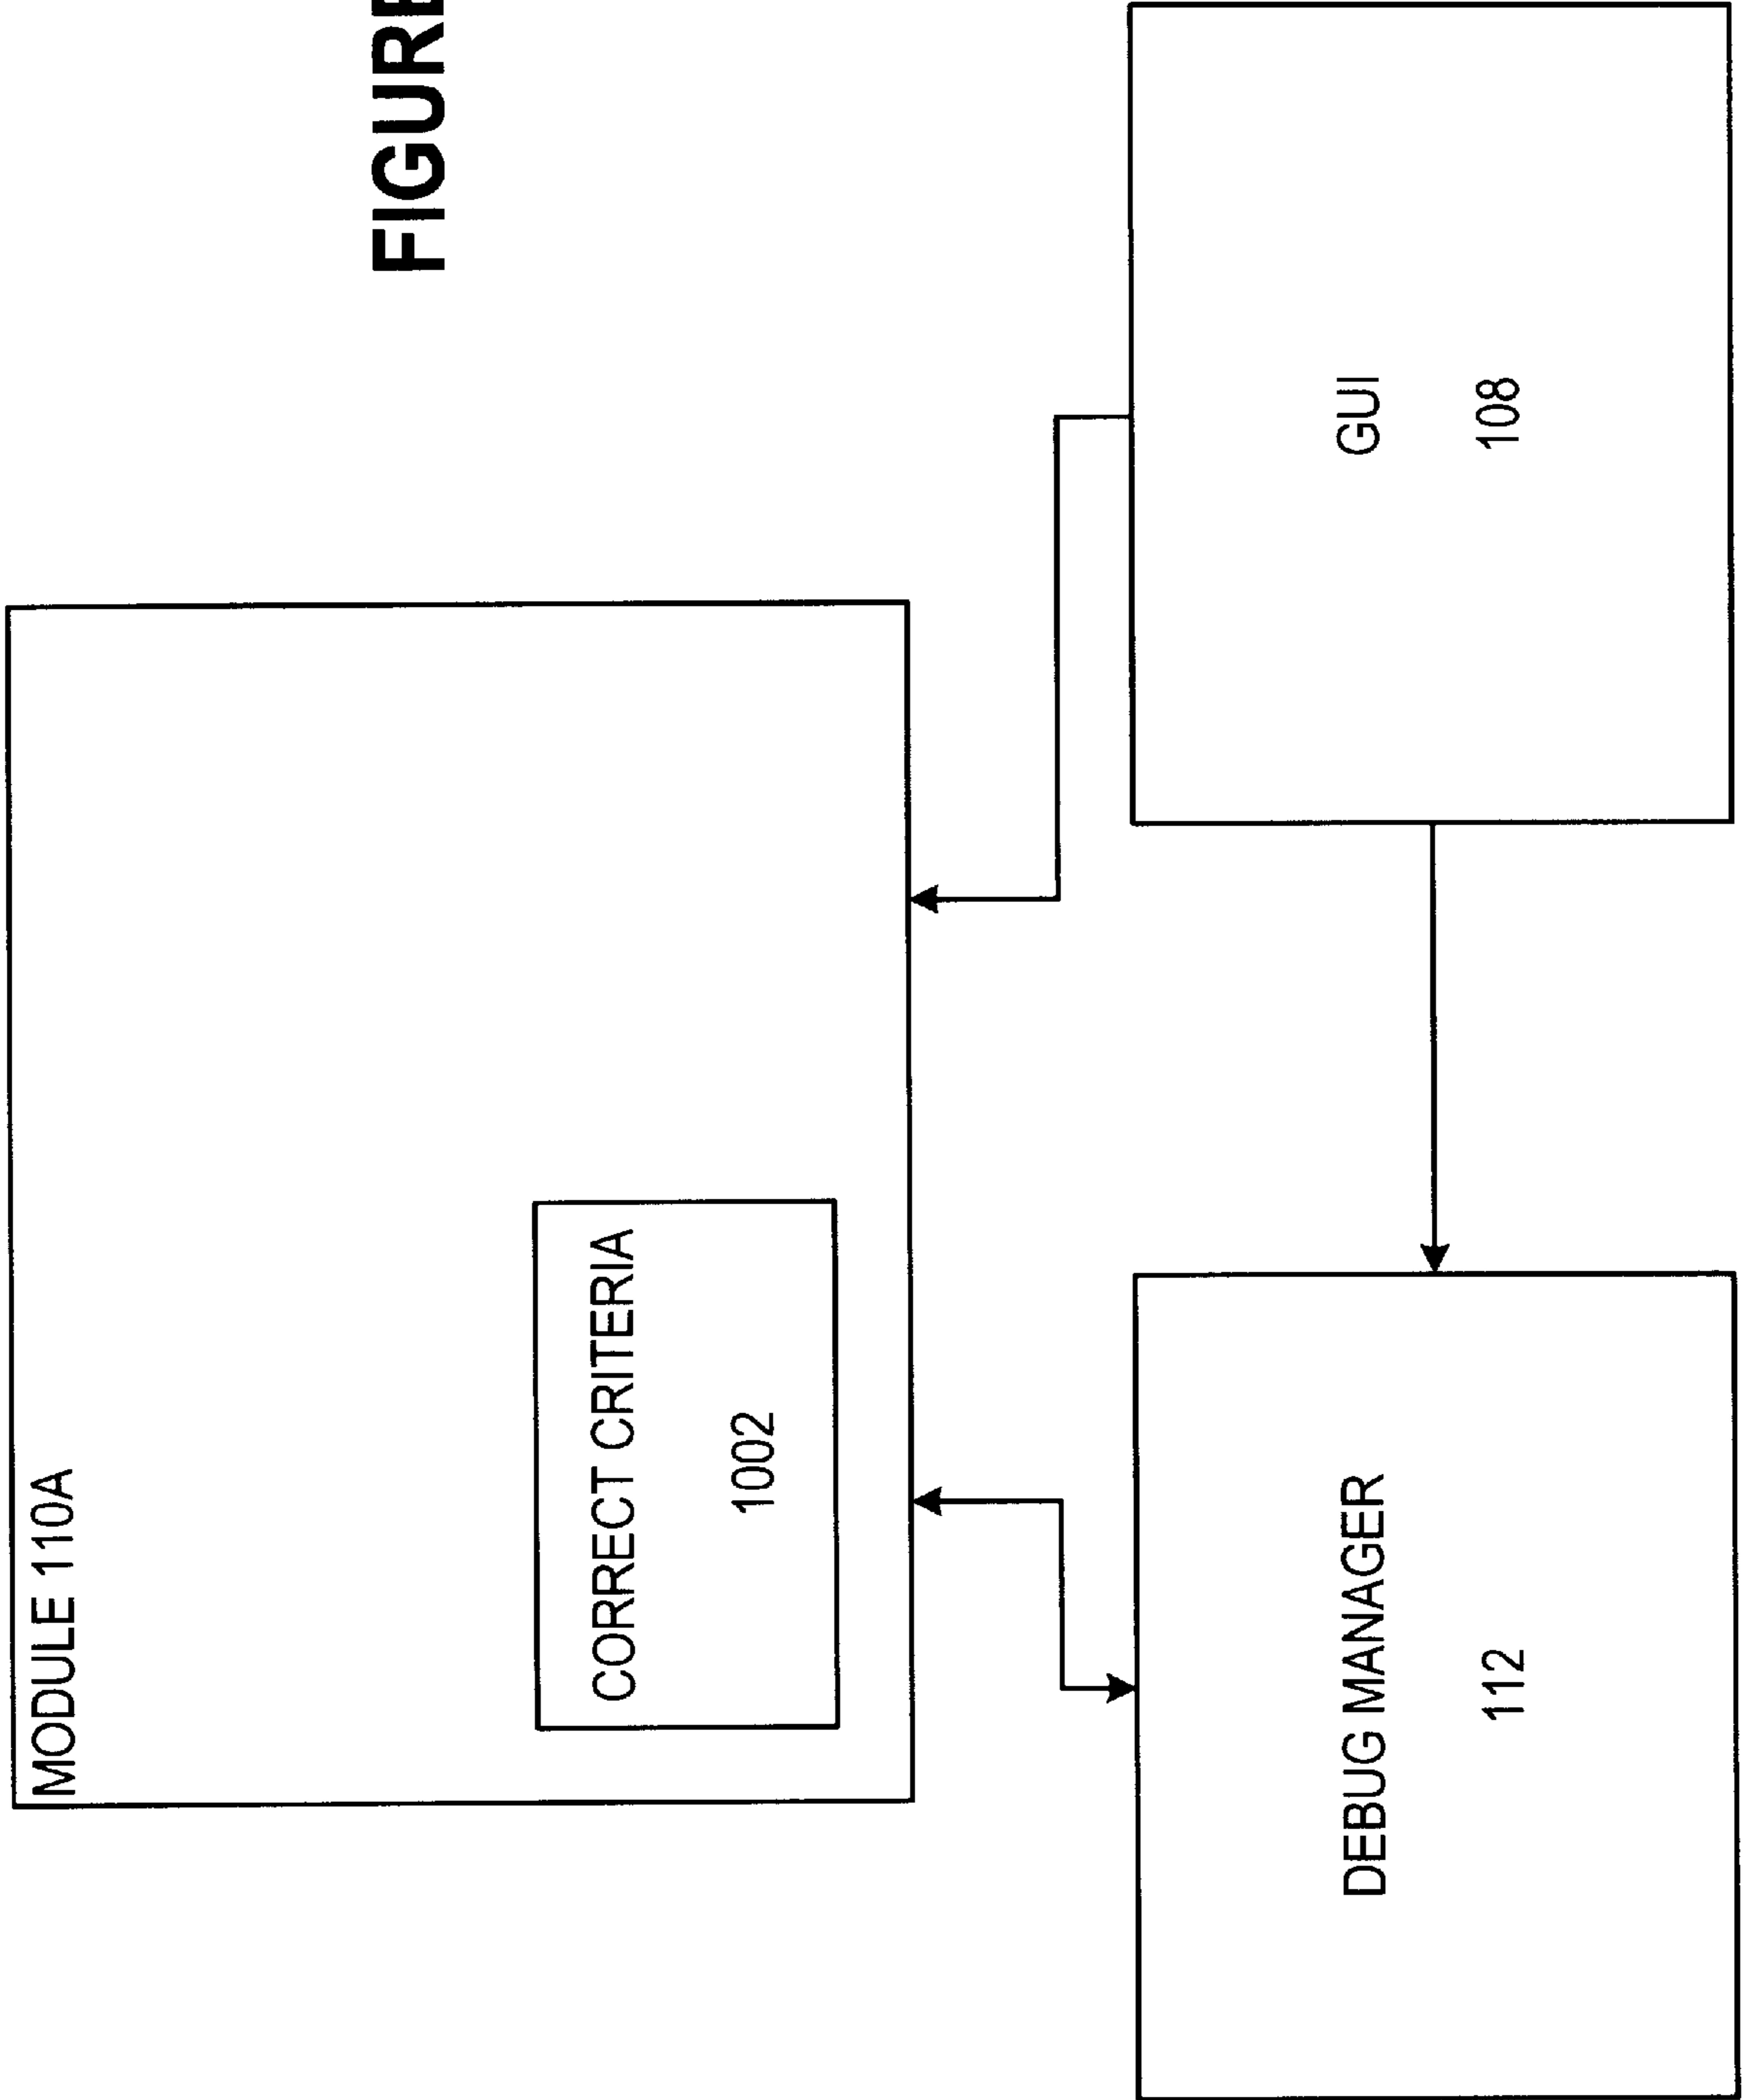 MODULE 110A
FIGURE
CORRECT CRITERIA
1002
DEBUG MANAGER
112
GUI
108